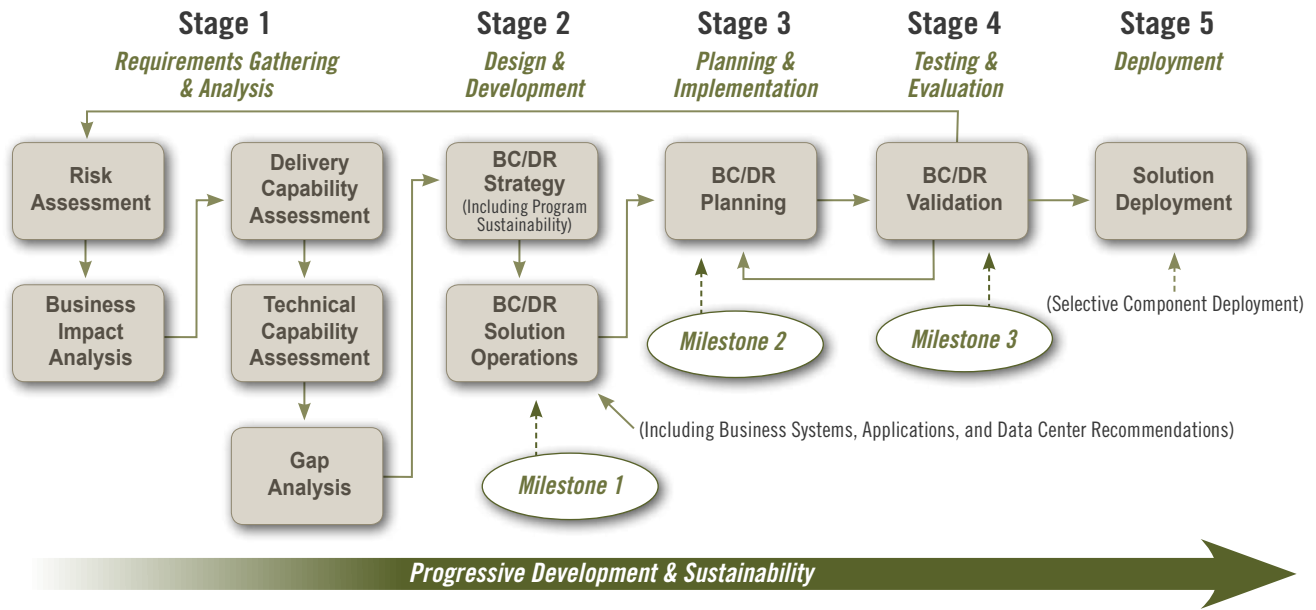 Stage 1
Requirements Gathering
& Analysis
Stage 2
Design &
Development
Stage 3
Planning &
Implementation
Stage 4
Testing &
Evaluation
Stage 5
Deployment
Risk
Assessment
Business
Impact
Analysis
Delivery
Capability
Assessment
Technical
Capability
Assessment
Gap
Analysis
BC/DR
Strategy
(Including Program
Sustainability)
BC/DR
Solution
Operations
Milestone 1
(Including Business Systems, Applications, and Data Center Recommendations)
BC/DR
Planning
Milestone 2
BC/DR
Validation
Milestone 3
Solution
Deployment
(Selective Component Deployment)
Progressive Development & Sustainability